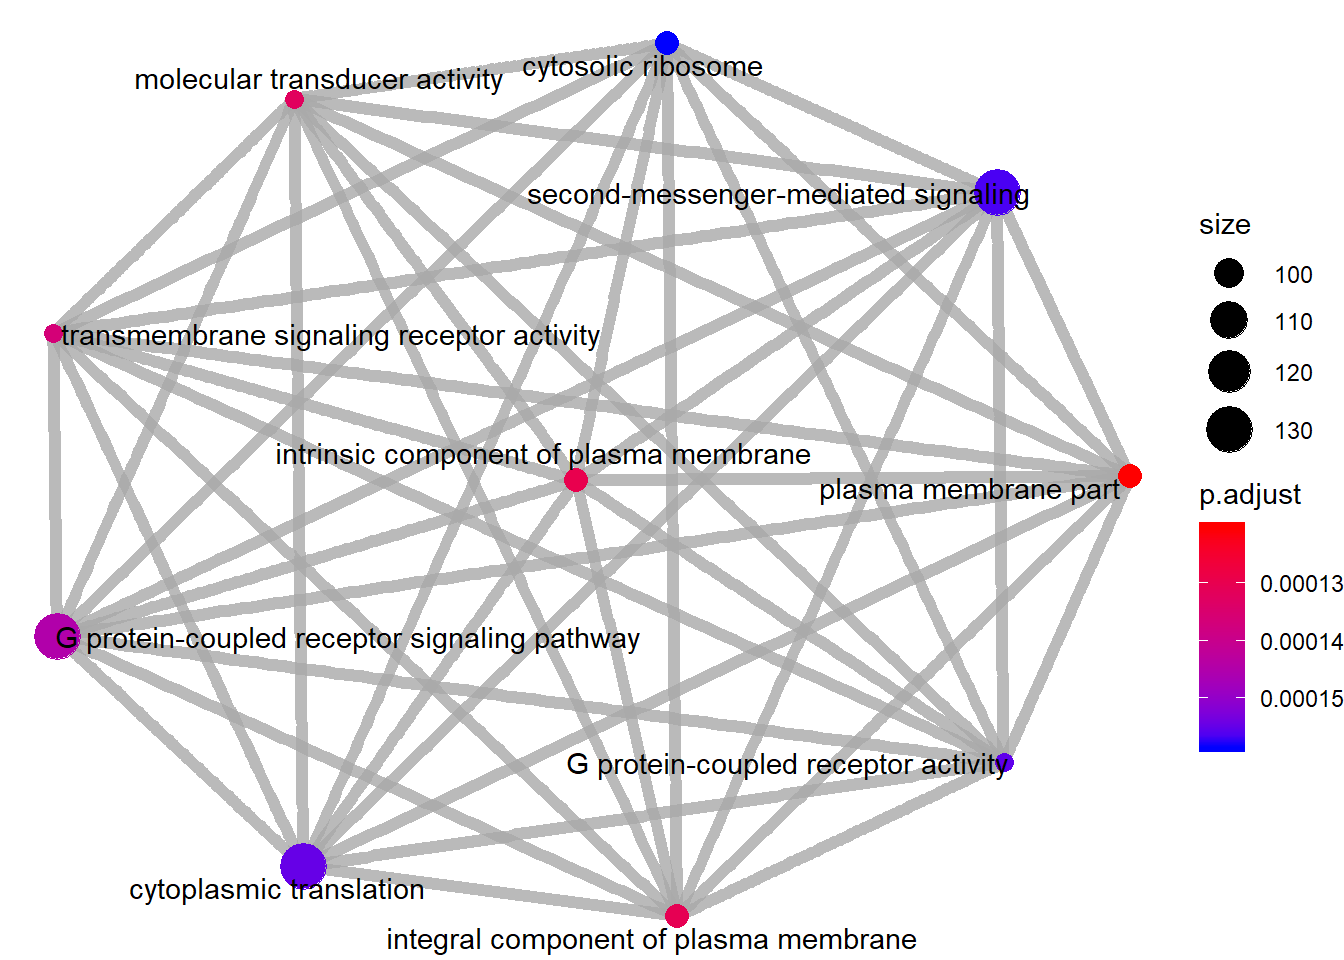 cytosolic ribosome
molecular transducer activity
second-messenger-mediated signaling
transmembrane signaling receptor activity
intrinsic component of plasma membrane
plasma membrane part
G protein-coupled receptor signaling pathway
G protein-coupled receptor activity
cytoplasmic translation
integral component of plasma membrane
size
100
110
120
130
p.adjust
0.00013
0.00014
0.00015